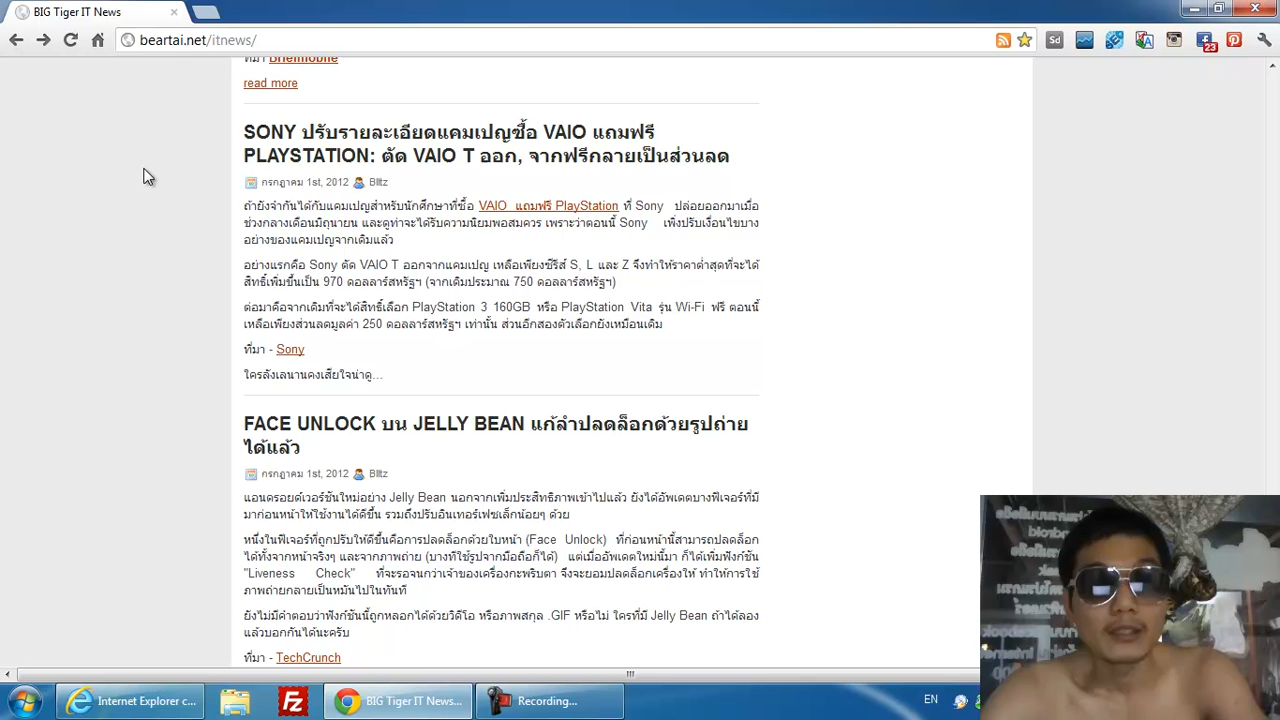 BIG Tiger IT News
beartai.net/itnews/
Sd
23
ที่มา Briefmobile
read more
SONY ปรับรายละเอียดแคมเปญซื้อ VAIO แถมฟรี
PLAYSTATION: ตัด VAIO T ออก, จากฟรีกลายเป็นส่วนลด
กรกฎาคม 1st, 2012 Blltz
ถ้ายังจำกันได้กับแคมเปญสำหรับนักศึกษาที่ซื้อ VAIO แถมฟรี PlayStation ที่ Sony ปล่อยออกมาเมื่อ
ช่วงกลางเดือนมิถุนายน และดูท่าจะได้รับความนิยมพอสมควร เพราะว่าตอนนี้ Sony เพิ่งปรับเงื่อนไขบาง
อย่างของแคมเปญจากเดิมแล้ว
อย่างแรกคือ Sony ตัด VAIO T ออกจากแคมเปญ เหลือเพียงซีรีส์ S, L และ Z จึงทำให้ราคาต่ำสุดที่จะได้
สิทธิ์เพิ่มขึ้นเป็น 970 ดอลลาร์สหรัฐฯ (จากเดิมประมาณ 750 ดอลลาร์สหรัฐฯ)
ต่อมาคือจากเดิมที่จะได้สิทธิ์เลือก PlayStation 3 160GB หรือ PlayStation Vita รุ่น Wi-Fi ฟรี ตอนนี้
เหลือเพียงส่วนลดมูลค่า 250 ดอลลาร์สหรัฐฯ เท่านั้น ส่วนอีกสองตัวเลือกยังเหมือนเดิม
ที่มา - Sony
ใครลังเลนานคงเสียใจน่าดู...
FACE UNLOCK บน JELLY BEAN แก้ลำปลดล็อกด้วยรูปถ่าย
ได้แล้ว
กรกฎาคม 1st, 2012 Blltz
แอนดรอยด์เวอร์ชันใหม่อย่าง Jelly Bean นอกจากเพิ่มประสิทธิภาพเข้าไปแล้ว ยังได้อัพเดตบางฟีเจอร์ที่มี
มาก่อนหน้าให้ใช้งานได้ดีขึ้น รวมถึงปรับอินเทอร์เฟซเล็กน้อยๆ ด้วย
หนึ่งในฟีเจอร์ที่ถูกปรับให้ดีขึ้นคือการปลดล็อกด้วยใบหน้า (Face Unlock) ที่ก่อนหน้านี้สามารถปลดล็อก
ได้ทั้งจากหน้าจริงๆ และจากภาพถ่าย (บางทีใช้รูปจากมือถือก็ได้) แต่เมื่ออัพเดตใหม่นี้มา ก็ได้เพิ่มฟังก์ชัน
"Liveness Check" ที่จะรอจนกว่าเจ้าของเครื่องกะพริบตา จึงจะยอมปลดล็อกเครื่องให้ ทำให้การใช้
ภาพถ่ายกลายเป็นหมันไปในทันที
ยังไม่มีคำตอบว่าฟังก์ชันนี้ถูกหลอกได้ด้วยวิดีโอ หรือภาพสกุล .GIF หรือไม่ ใครที่มี Jelly Bean ถ้าได้ลอง
แล้วบอกกันได้นะครับ
ที่มา - TechCrunch
Internet Explorer c...
BIG Tiger IT News...
Recording...
EN